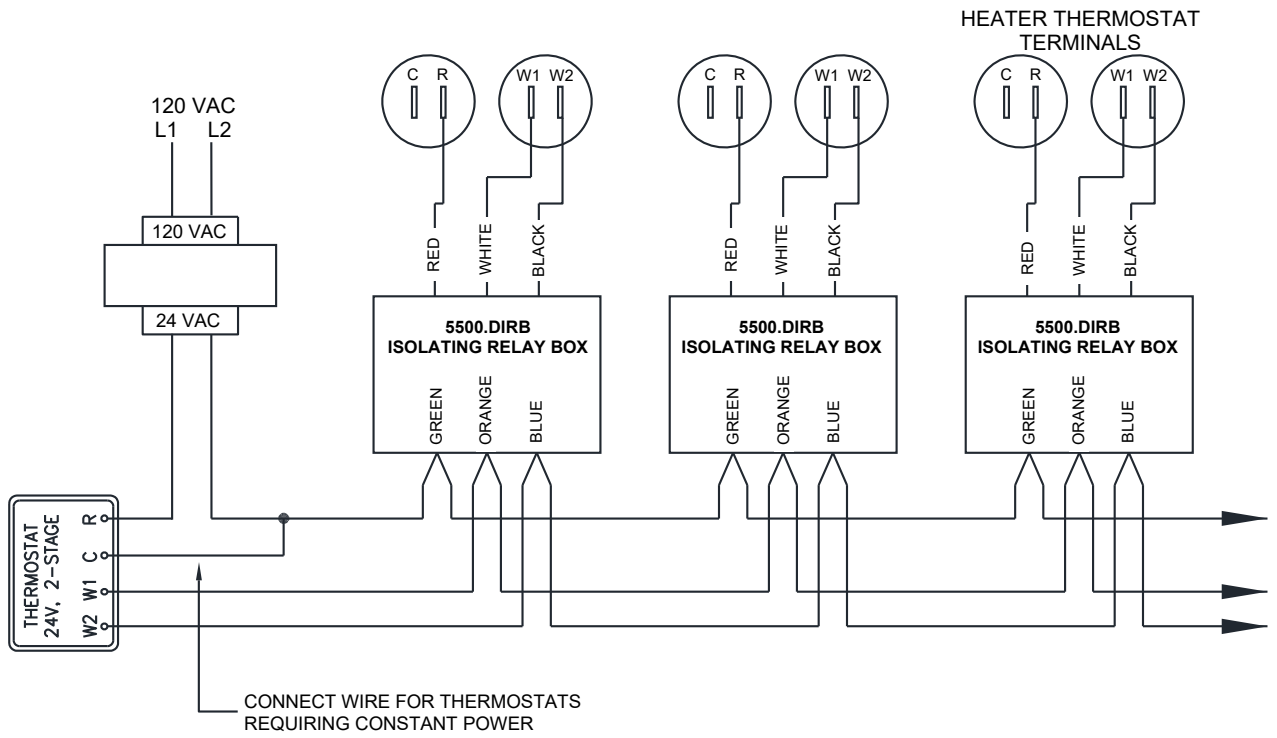 HEATER THERMOSTAT
TERMINALS
C R W1 W2
C R W1 W2
C R W1 W2
120 VAC
L1 L2
120 VAC
24 VAC
RED
WHITE
BLACK
RED
WHITE
BLACK
RED
WHITE
BLACK
5500.DIRB
ISOLATING RELAY BOX
5500.DIRB
ISOLATING RELAY BOX
5500.DIRB
ISOLATING RELAY BOX
GREEN
ORANGE
BLUE
GREEN
ORANGE
BLUE
GREEN
ORANGE
BLUE
THERMOSTAT
24V, 2-STAGE
R
C
W1
W2
CONNECT WIRE FOR THERMOSTATS
REQUIRING CONSTANT POWER